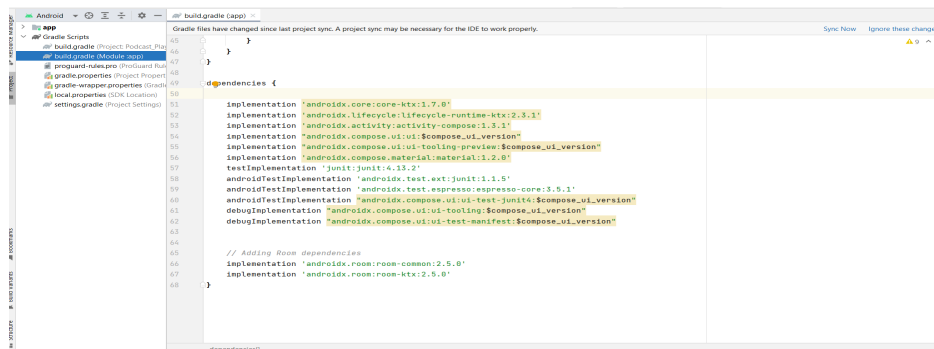 Android
build.gradle (:app)
Resource Manager
app
Gradle files have changed since last project sync. A project sync may be necessary for the IDE to work properly.
Sync Now
Ignore these change
Gradle Scripts
build.gradle (Project: Podcast_Play
build.gradle (Module :app)
proguard-rules.pro (ProGuard Rul
gradle.properties (Project Propert
gradle-wrapper.properties (Gradl
local.properties (SDK Location)
settings.gradle (Project Settings)
Project
Bookmarks
Build Variants
Structure
9
45 }
46 }
47 }
48
49 dependencies {
50
51 implementation 'androidx.core:core-ktx:1.7.0'
52 implementation 'androidx.lifecycle:lifecycle-runtime-ktx:2.3.1'
53 implementation 'androidx.activity:activity-compose:1.3.1'
54 implementation "androidx.compose.ui:ui:$compose_ui_version"
55 implementation "androidx.compose.ui:ui-tooling-preview:$compose_ui_version"
56 implementation 'androidx.compose.material:material:1.2.0'
57 testImplementation 'junit:junit:4.13.2'
58 androidTestImplementation 'androidx.test.ext:junit:1.1.5'
59 androidTestImplementation 'androidx.test.espresso:espresso-core:3.5.1'
60 androidTestImplementation "androidx.compose.ui:ui-test-junit4:$compose_ui_version"
61 debugImplementation "androidx.compose.ui:ui-tooling:$compose_ui_version"
62 debugImplementation "androidx.compose.ui:ui-test-manifest:$compose_ui_version"
63
64
65 // Adding Room dependencies
66 implementation 'androidx.room:room-common:2.5.0'
67 implementation 'androidx.room:room-ktx:2.5.0'
68 }